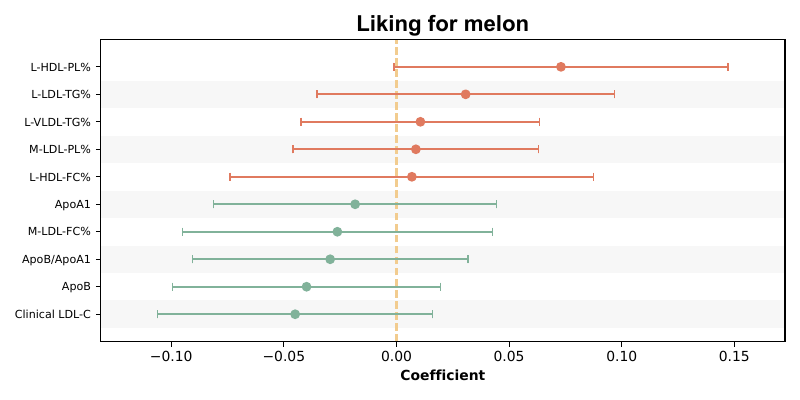 Liking for melon
L-HDL-PL%
L-LDL-TG%
L-VLDL-TG%
M-LDL-PL%
L-HDL-FC%
ApoA1
M-LDL-FC%
ApoB/ApoA1
ApoB
Clinical LDL-C
−0.10 −0.05 0.00 0.05 0.10 0.15
Coefficient